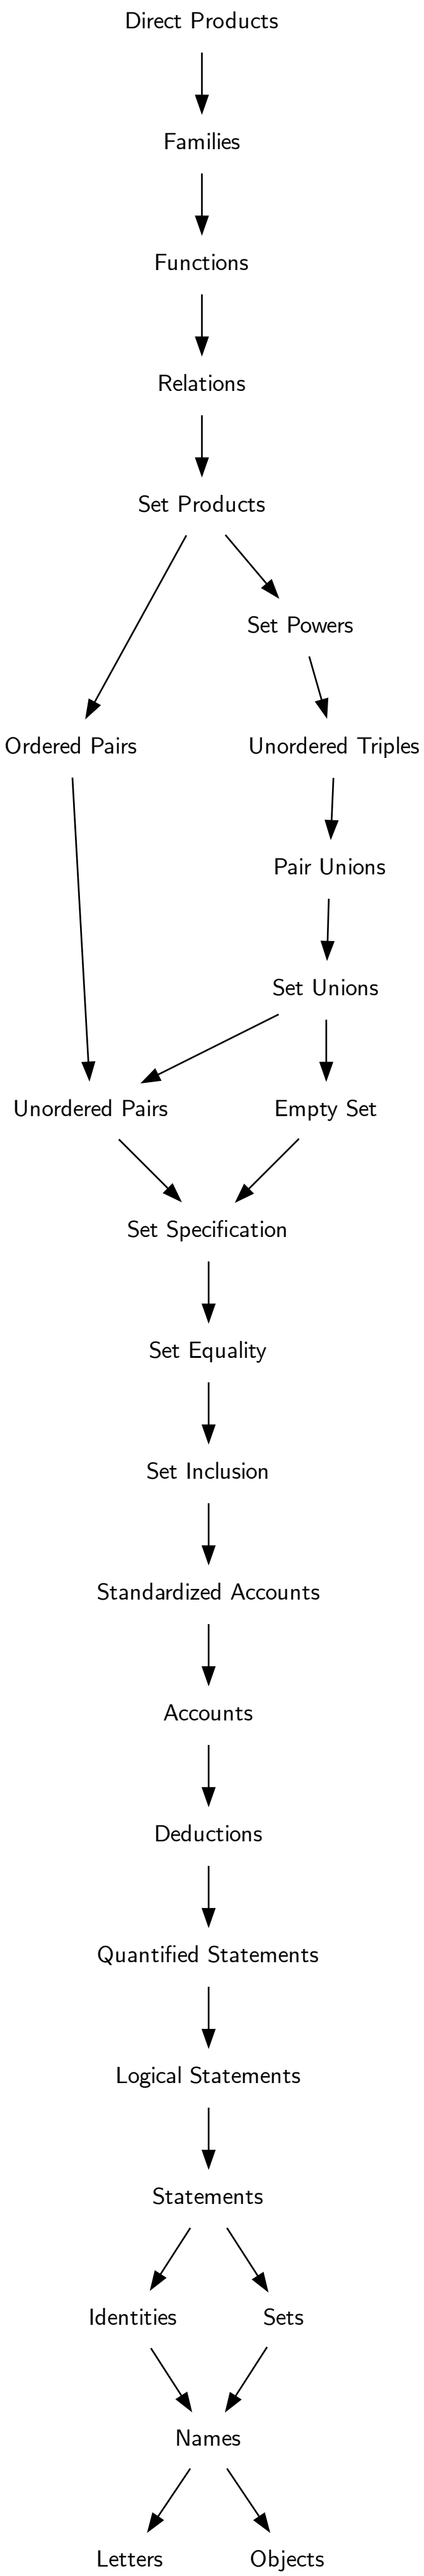 Direct Products
Families
Functions
Relations
Set Products
Set Powers
Ordered Pairs
Unordered Triples
Pair Unions
Set Unions
Unordered Pairs
Empty Set
Set Specification
Set Equality
Set Inclusion
Standardized Accounts
Accounts
Deductions
Quantified Statements
Logical Statements
Statements
Identities
Sets
Names
Letters
Objects